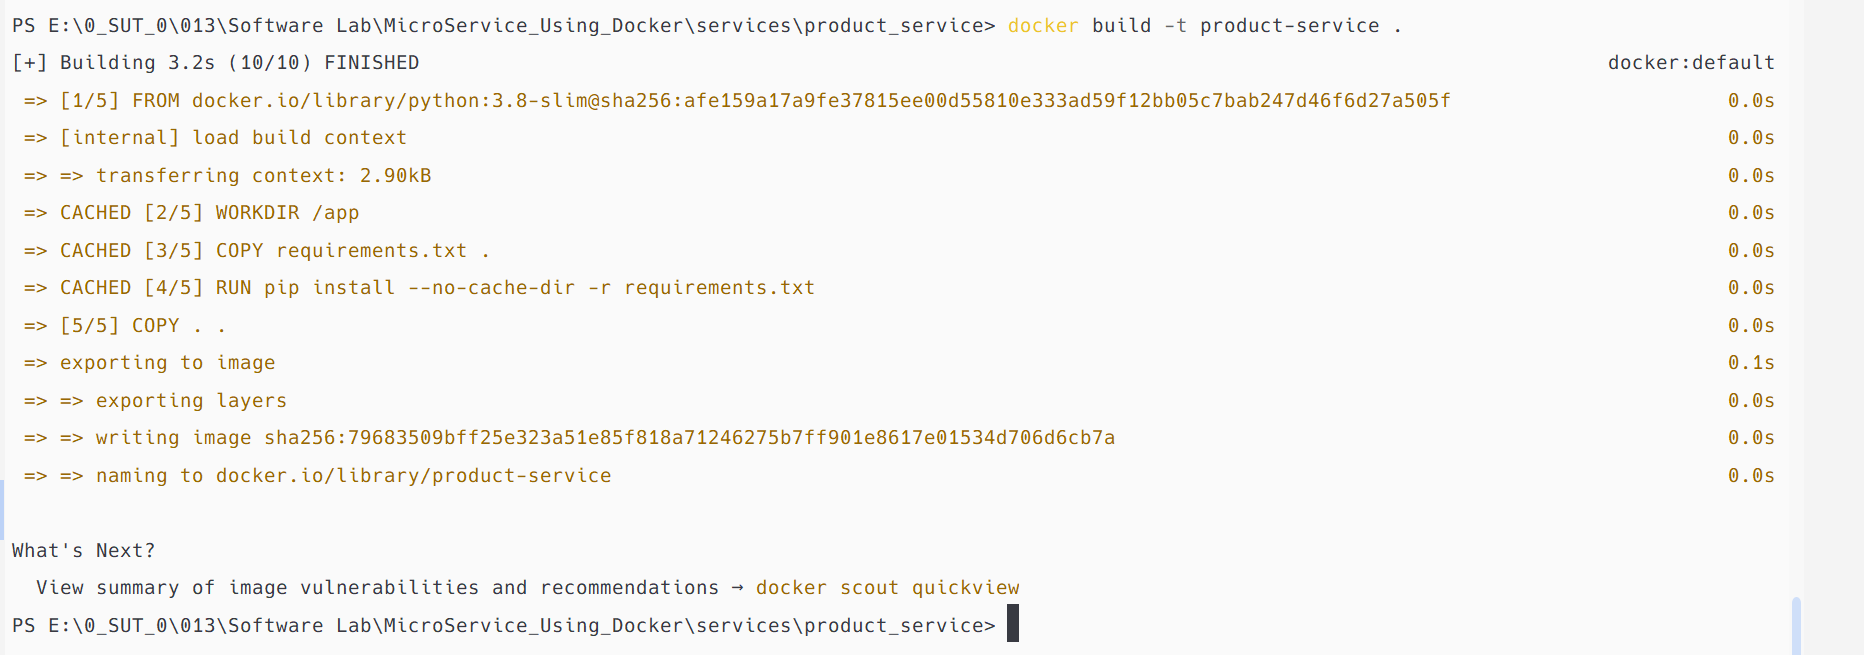 PS E:\0_SUT_0\013\Software Lab\MicroService_Using_Docker\services\product_service> docker build -t product-service .
[+] Building 3.2s (10/10) FINISHED docker:default
=> [1/5] FROM docker.io/library/python:3.8-slim@sha256:afe159a17a9fe37815ee00d55810e333ad59f12bb05c7bab247d46f6d27a505f 0.0s
=> [internal] load build context 0.0s
=> => transferring context: 2.90kB 0.0s
=> CACHED [2/5] WORKDIR /app 0.0s
=> CACHED [3/5] COPY requirements.txt . 0.0s
=> CACHED [4/5] RUN pip install --no-cache-dir -r requirements.txt 0.0s
=> [5/5] COPY . . 0.0s
=> exporting to image 0.1s
=> => exporting layers 0.0s
=> => writing image sha256:79683509bff25e323a51e85f818a71246275b7ff901e8617e01534d706d6cb7a 0.0s
=> => naming to docker.io/library/product-service 0.0s
What's Next?
View summary of image vulnerabilities and recommendations → docker scout quickview
PS E:\0_SUT_0\013\Software Lab\MicroService_Using_Docker\services\product_service>